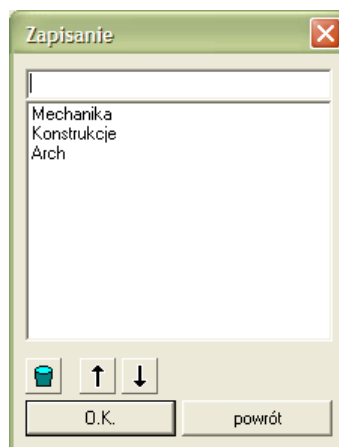 Zapisanie
Mechanika
Konstrukcje
Arch
O.K.
powrót